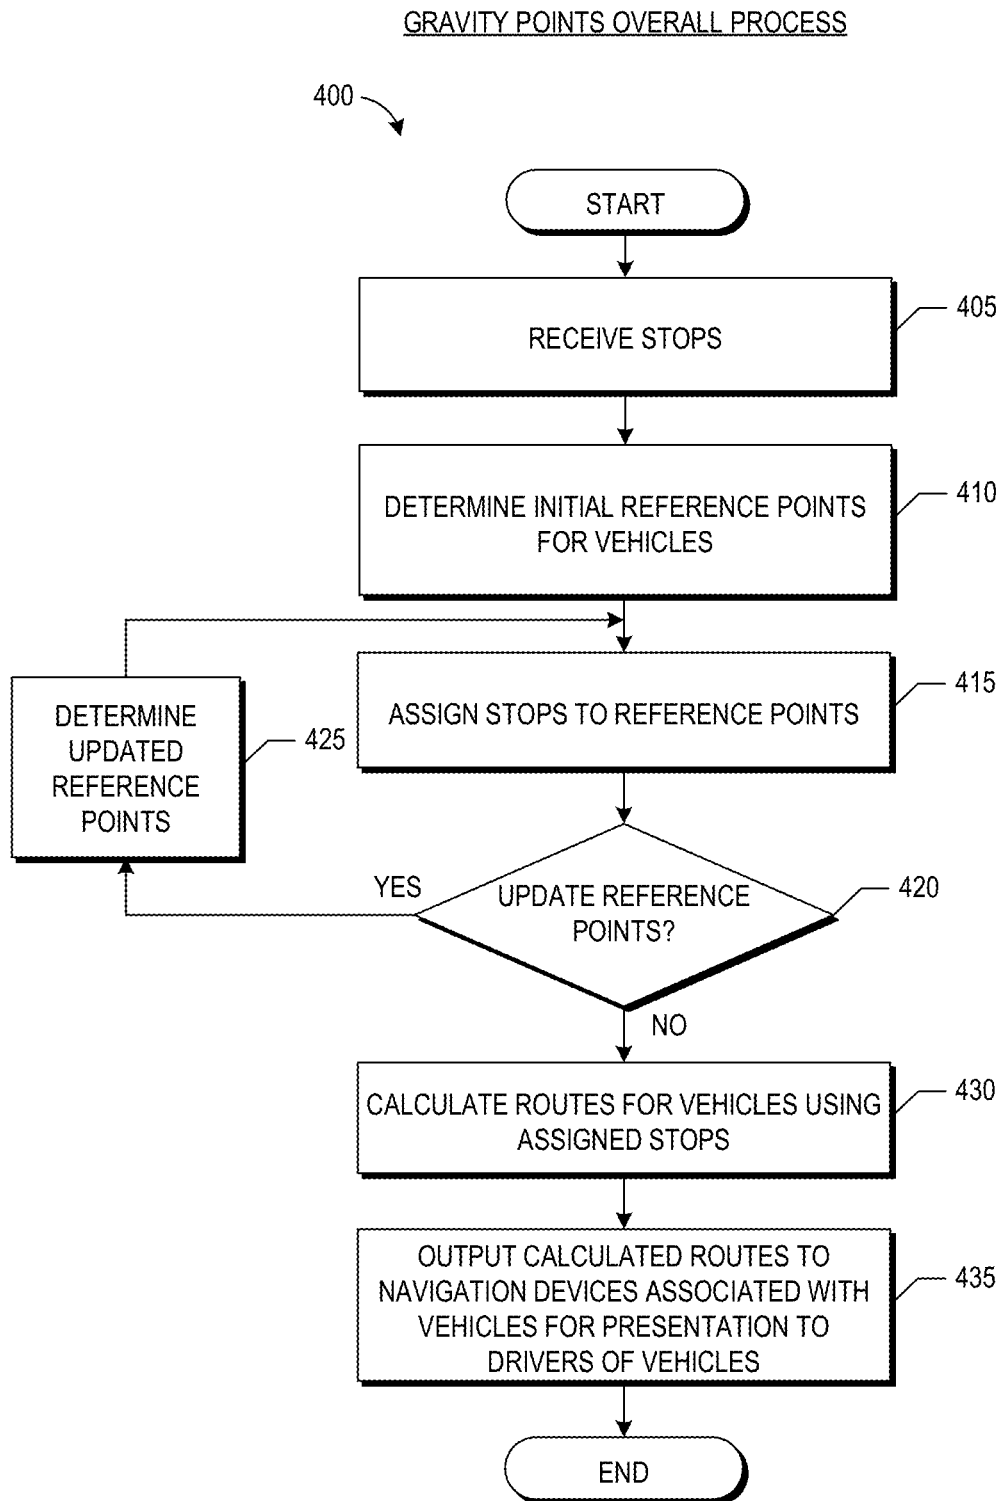 GRAVITY POINTS OVERALL PROCESS
400
START
RECEIVE STOPS
405
DETERMINE INITIAL REFERENCE POINTS
FOR VEHICLES
410
ASSIGN STOPS TO REFERENCE POINTS
415
DETERMINE
UPDATED
REFERENCE
POINTS
425
YES
UPDATE REFERENCE
POINTS?
420
NO
CALCULATE ROUTES FOR VEHICLES USING
ASSIGNED STOPS
430
OUTPUT CALCULATED ROUTES TO
NAVIGATION DEVICES ASSOCIATED WITH
VEHICLES FOR PRESENTATION TO
DRIVERS OF VEHICLES
435
END